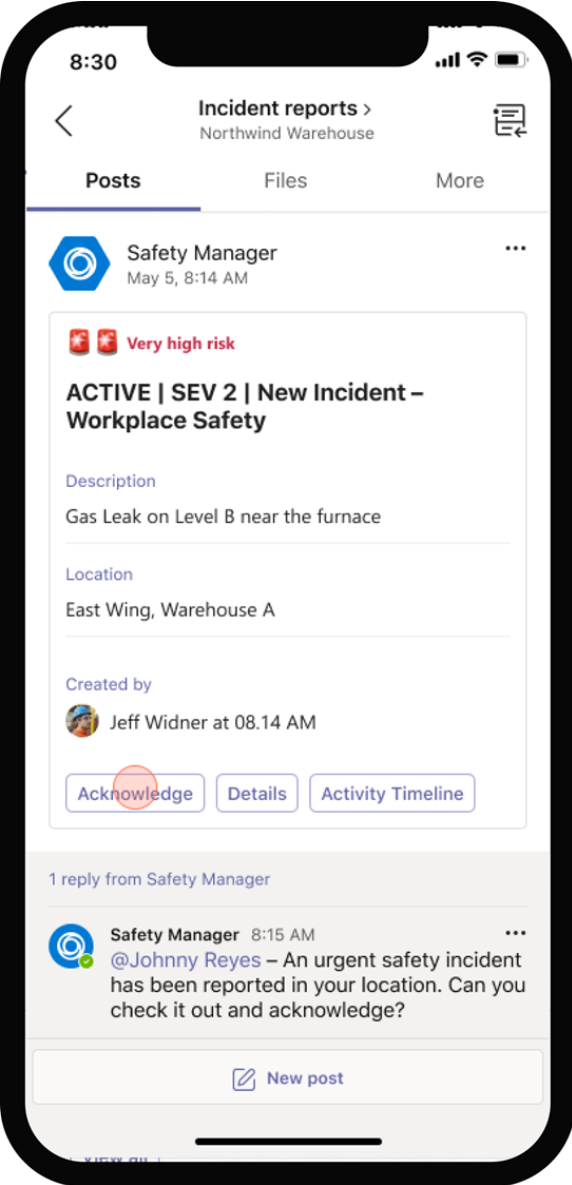 8:30
Incident reports >
Northwind Warehouse
Posts
Files
More
Safety Manager
May 5, 8:14 AM
Very high risk
ACTIVE | SEV 2 | New Incident –
Workplace Safety
Description
Gas Leak on Level B near the furnace
Location
East Wing, Warehouse A
Created by
Jeff Widner at 08.14 AM
Acknowledge
Details
Activity Timeline
1 reply from Safety Manager
Safety Manager 8:15 AM
@Johnny Reyes – An urgent safety incident
has been reported in your location. Can you
check it out and acknowledge?
New post
View all